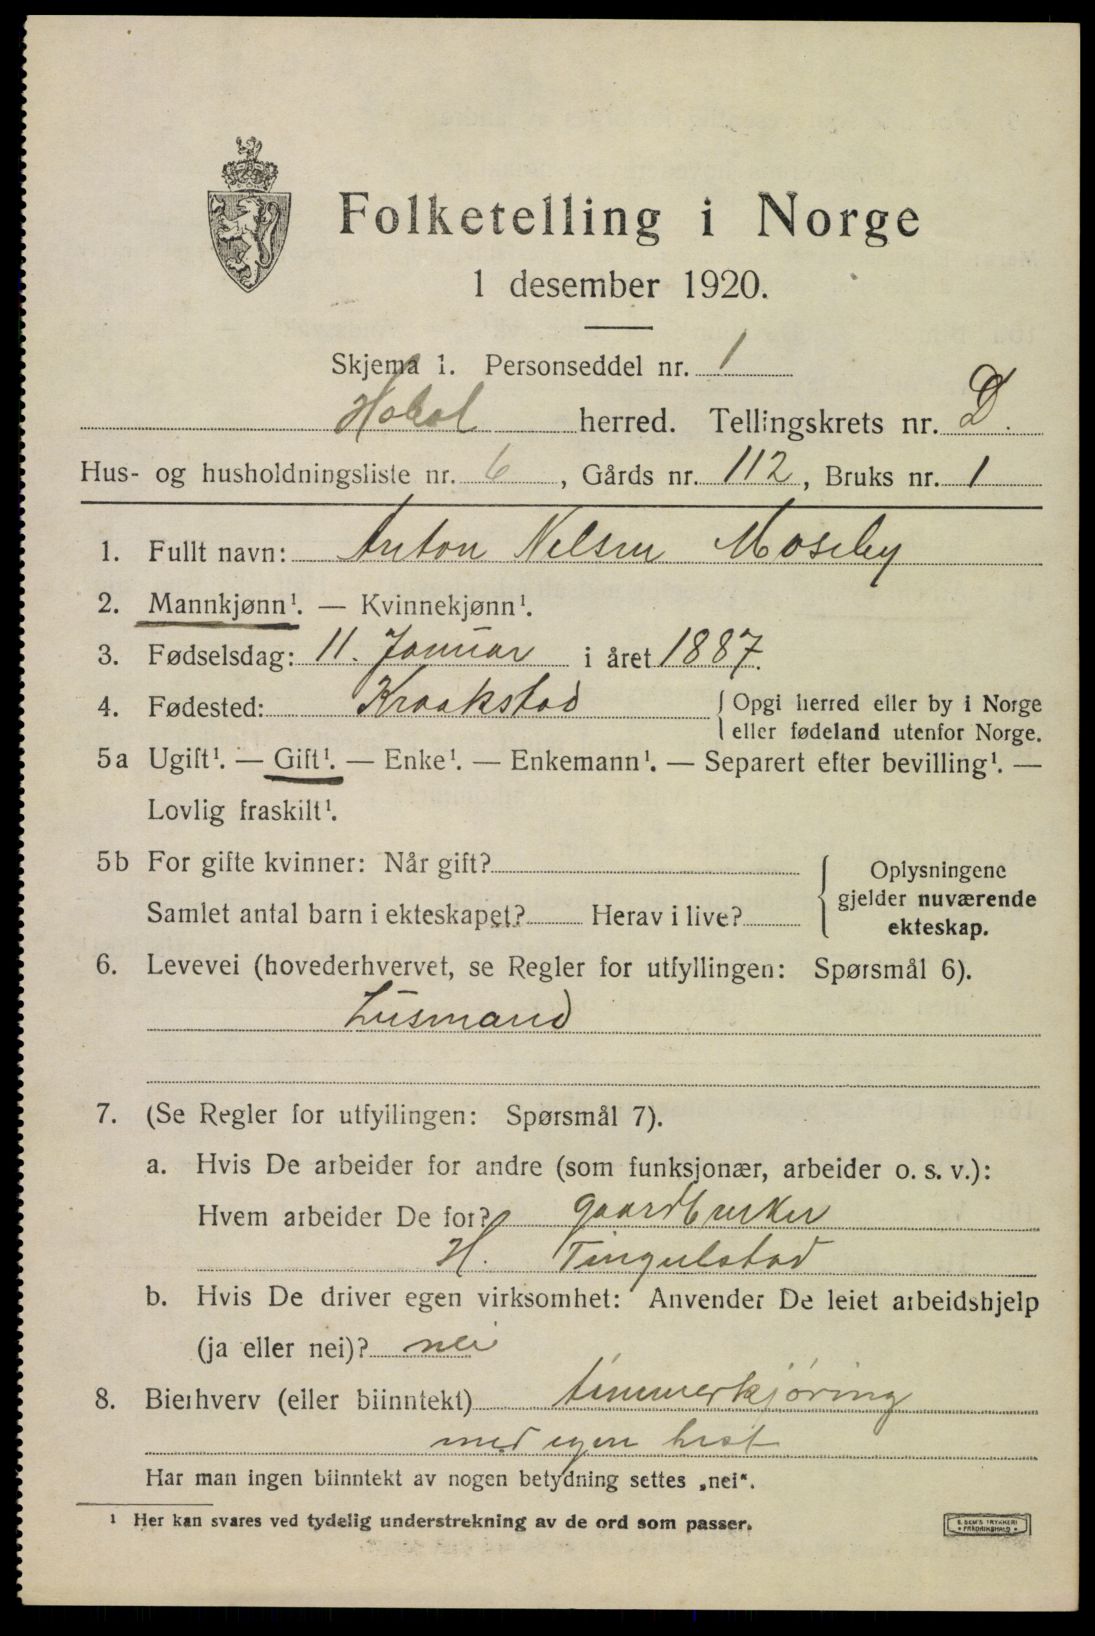 Folketelling i Norge
1 desember 1920.
Skjema 1. Personseddel nr. 1
Hobøl herred. Tellingskrets nr. D.
Hus- og husholdningsliste nr. 6, Gårds nr. 112, Bruks nr. 1
1. Fullt navn: Anton Nilsen Moseby
2. Mannkjønn¹. — Kvinnekjønn¹.
3. Fødselsdag: 11. Januar i året 1887.
4. Fødested: Kraakstad { Opgi herred eller by i Norge
eller fødeland utenfor Norge.
5a Ugift¹. — Gift¹. — Enke¹. — Enkemann¹. — Separert efter bevilling¹. —
Lovlig fraskilt¹.
5b For gifte kvinner: Når gift?
Samlet antal barn i ekteskapet? Herav i live?
{ Oplysningene
gjelder nuværende
ekteskap.
6. Levevei (hovederhvervet, se Regler for utfyllingen: Spørsmål 6).
Husmand
7. (Se Regler for utfyllingen: Spørsmål 7).
a. Hvis De arbeider for andre (som funksjonær, arbeider o. s. v.):
Hvem arbeider De for? gaardbruker
H. Tingulstad
b. Hvis De driver egen virksomhet: Anvender De leiet arbeidshjelp
(ja eller nei)? nei
8. Bierhverv (eller biinntekt) timmerkjøring
med egen hest
Har man ingen biinntekt av nogen betydning settes „nei“.
¹ Her kan svares ved tydelig understrekning av de ord som passer.
E. SEM'S TRYKKERI
FREDRIKSHALD